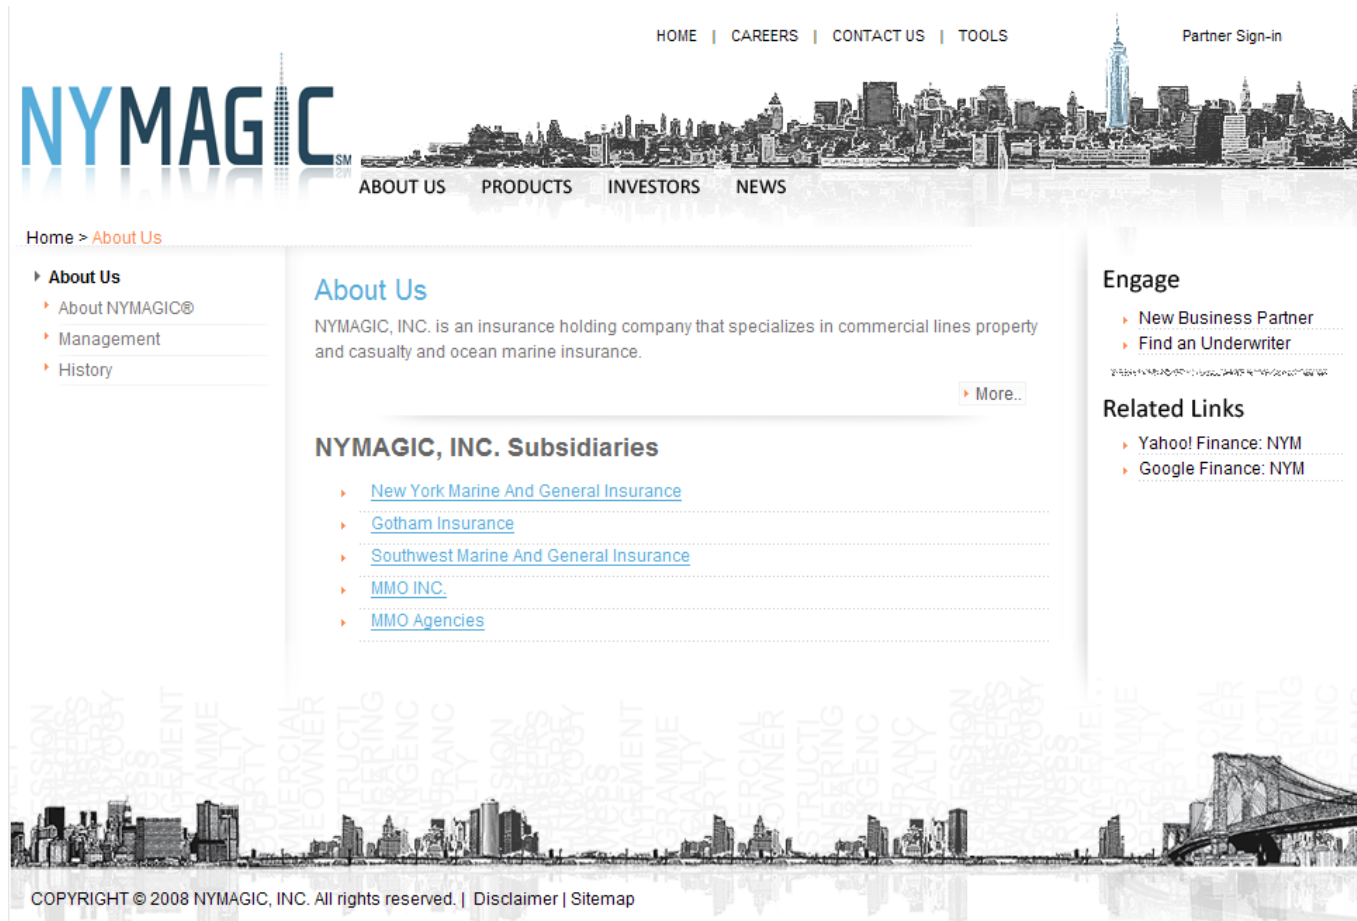 HOME | CAREERS | CONTACT US | TOOLS
Partner Sign-in
NYMAGIC SM
ABOUT US PRODUCTS INVESTORS NEWS
Home > About Us
About Us
About NYMAGIC®
Management
History
About Us
NYMAGIC, INC. is an insurance holding company that specializes in commercial lines property
and casualty and ocean marine insurance.
More..
NYMAGIC, INC. Subsidiaries
New York Marine And General Insurance
Gotham Insurance
Southwest Marine And General Insurance
MMO INC.
MMO Agencies
Engage
New Business Partner
Find an Underwriter
Related Links
Yahoo! Finance: NYM
Google Finance: NYM
COPYRIGHT © 2008 NYMAGIC, INC. All rights reserved. | Disclaimer | Sitemap